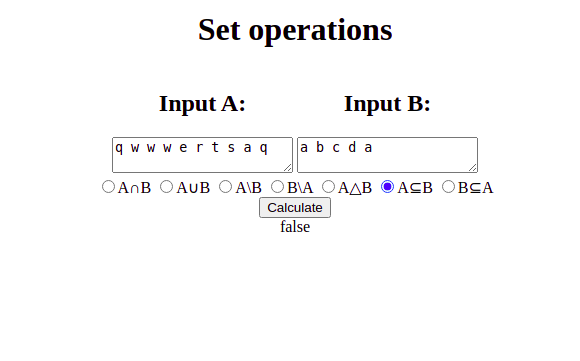 Set operations
Input A: Input B:
q w w w e r t s a q a b c d a
A∩B A∪B A\B B\A A△B A⊆B B⊆A
Calculate
false